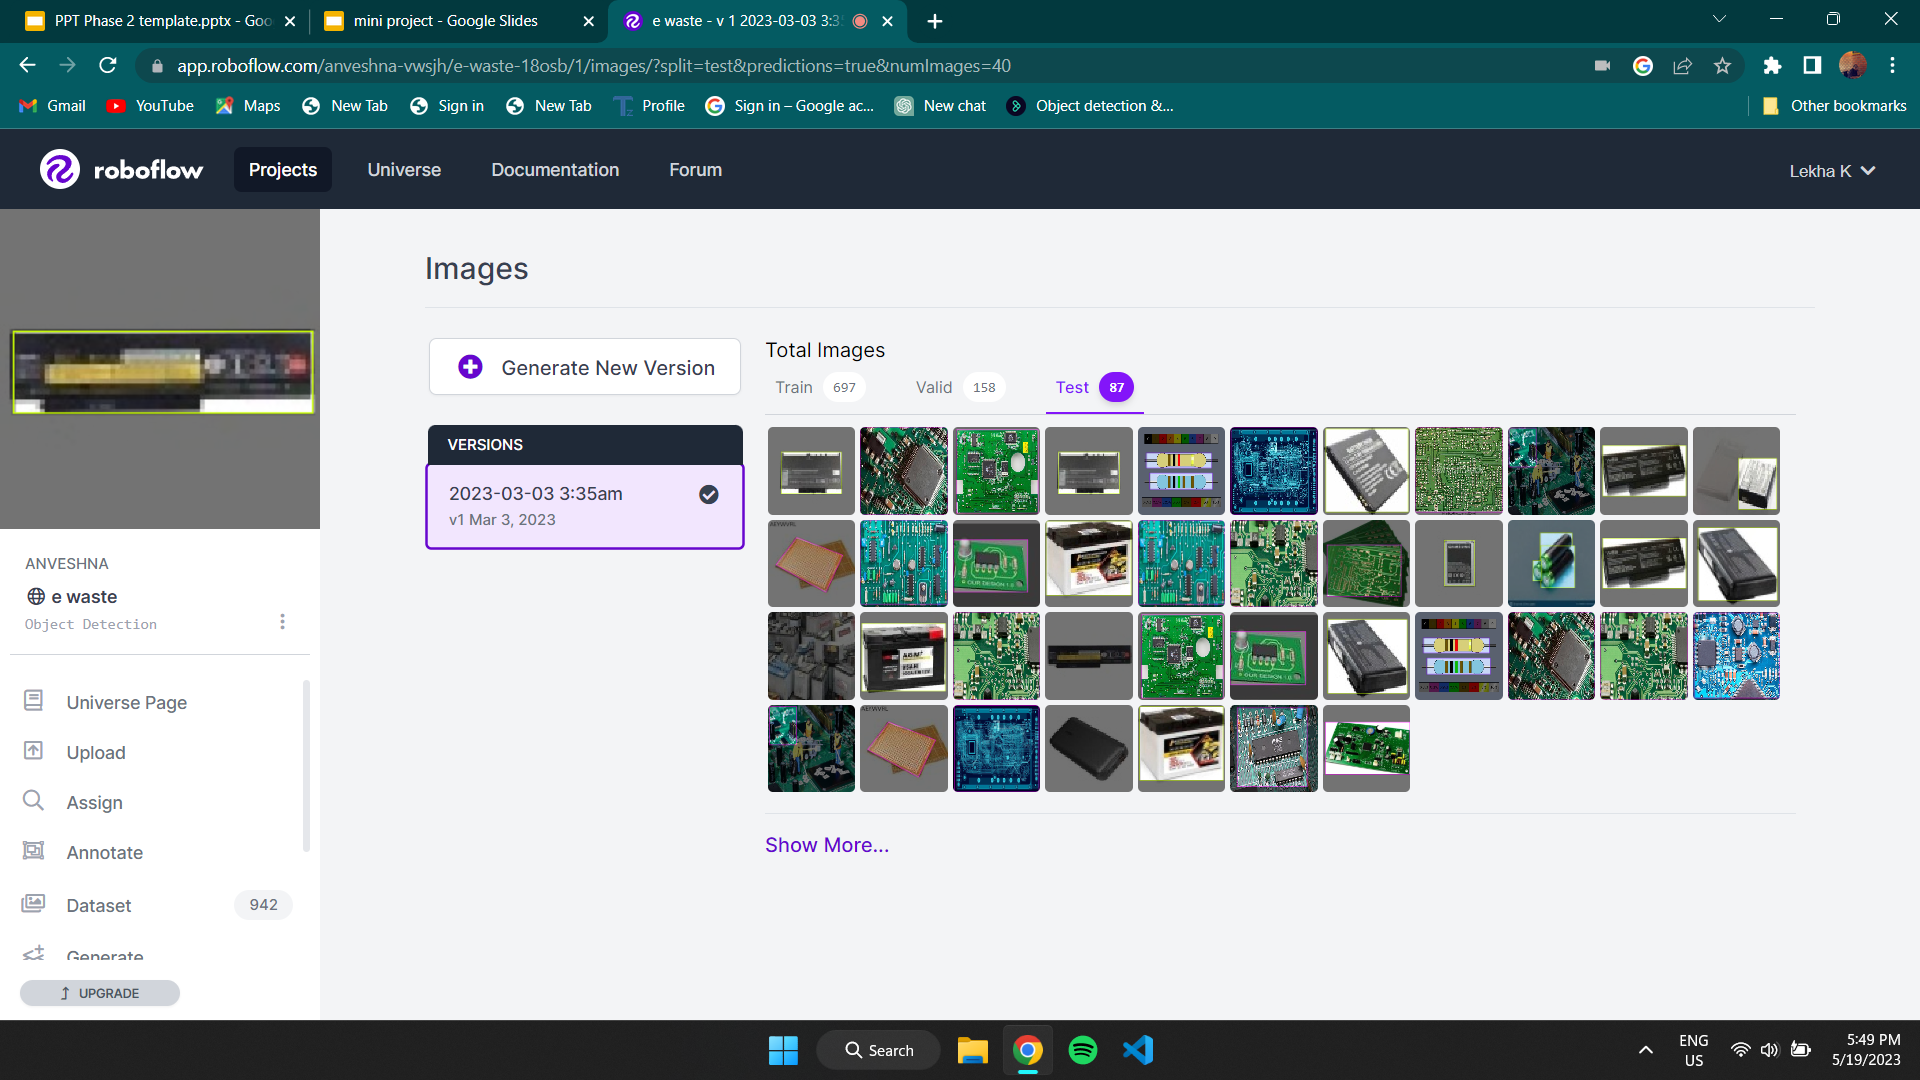 PPT Phase 2 template.pptx - Goo
mini project - Google Slides
e waste - v 1 2023-03-03 3:35
app.roboflow.com/anveshna-vwsjh/e-waste-18osb/1/images/?split=test&predictions=true&numImages=40
Gmail
YouTube
Maps
New Tab
Sign in
New Tab
Profile
Sign in – Google ac...
New chat
Object detection &...
Other bookmarks
roboflow
Projects
Universe
Documentation
Forum
Lekha K
Images
Generate New Version
VERSIONS
2023-03-03 3:35am
v1 Mar 3, 2023
Total Images
Train 697
Valid 158
Test 87
OUR DESIGN 1.0
Show More...
ANVESHNA
e waste
Object Detection
Universe Page
Upload
Assign
Annotate
Dataset 942
Generate
UPGRADE
Search
ENG
US
5:49 PM
5/19/2023